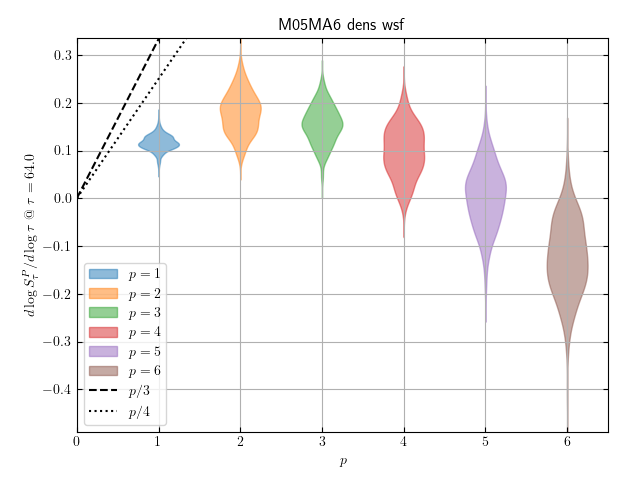 M05MA6 dens wsf
d log S_τ^p / d log τ @ τ = 64.0
0.3
0.2
0.1
0.0
−0.1
−0.2
−0.3
−0.4
p = 1
p = 2
p = 3
p = 4
p = 5
p = 6
p/3
p/4
0 1 2 3 4 5 6
p